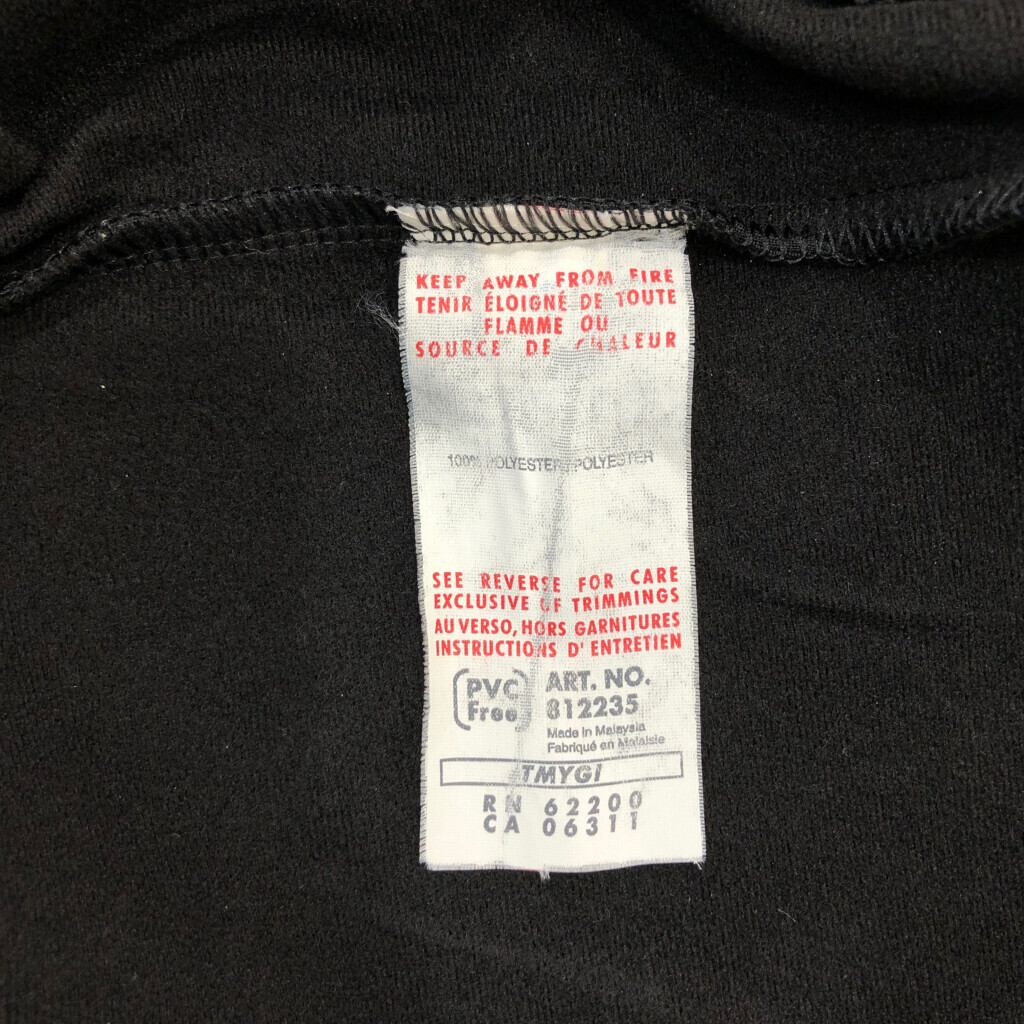 KEEP AWAY FROM FIRE
TENIR ÉLOIGNÉ DE TOUTE
FLAMME OU
SOURCE DE CHALEUR
100% POLYESTER / POLYESTER
SEE REVERSE FOR CARE
EXCLUSIVE OF TRIMMINGS
AU VERSO, HORS GARNITURES
INSTRUCTIONS D' ENTRETIEN
PVC ART. NO.
Free 812235
Made in Malaysia
Fabriqué en Malaisie
TMYGI
RN 62200
CA 06311